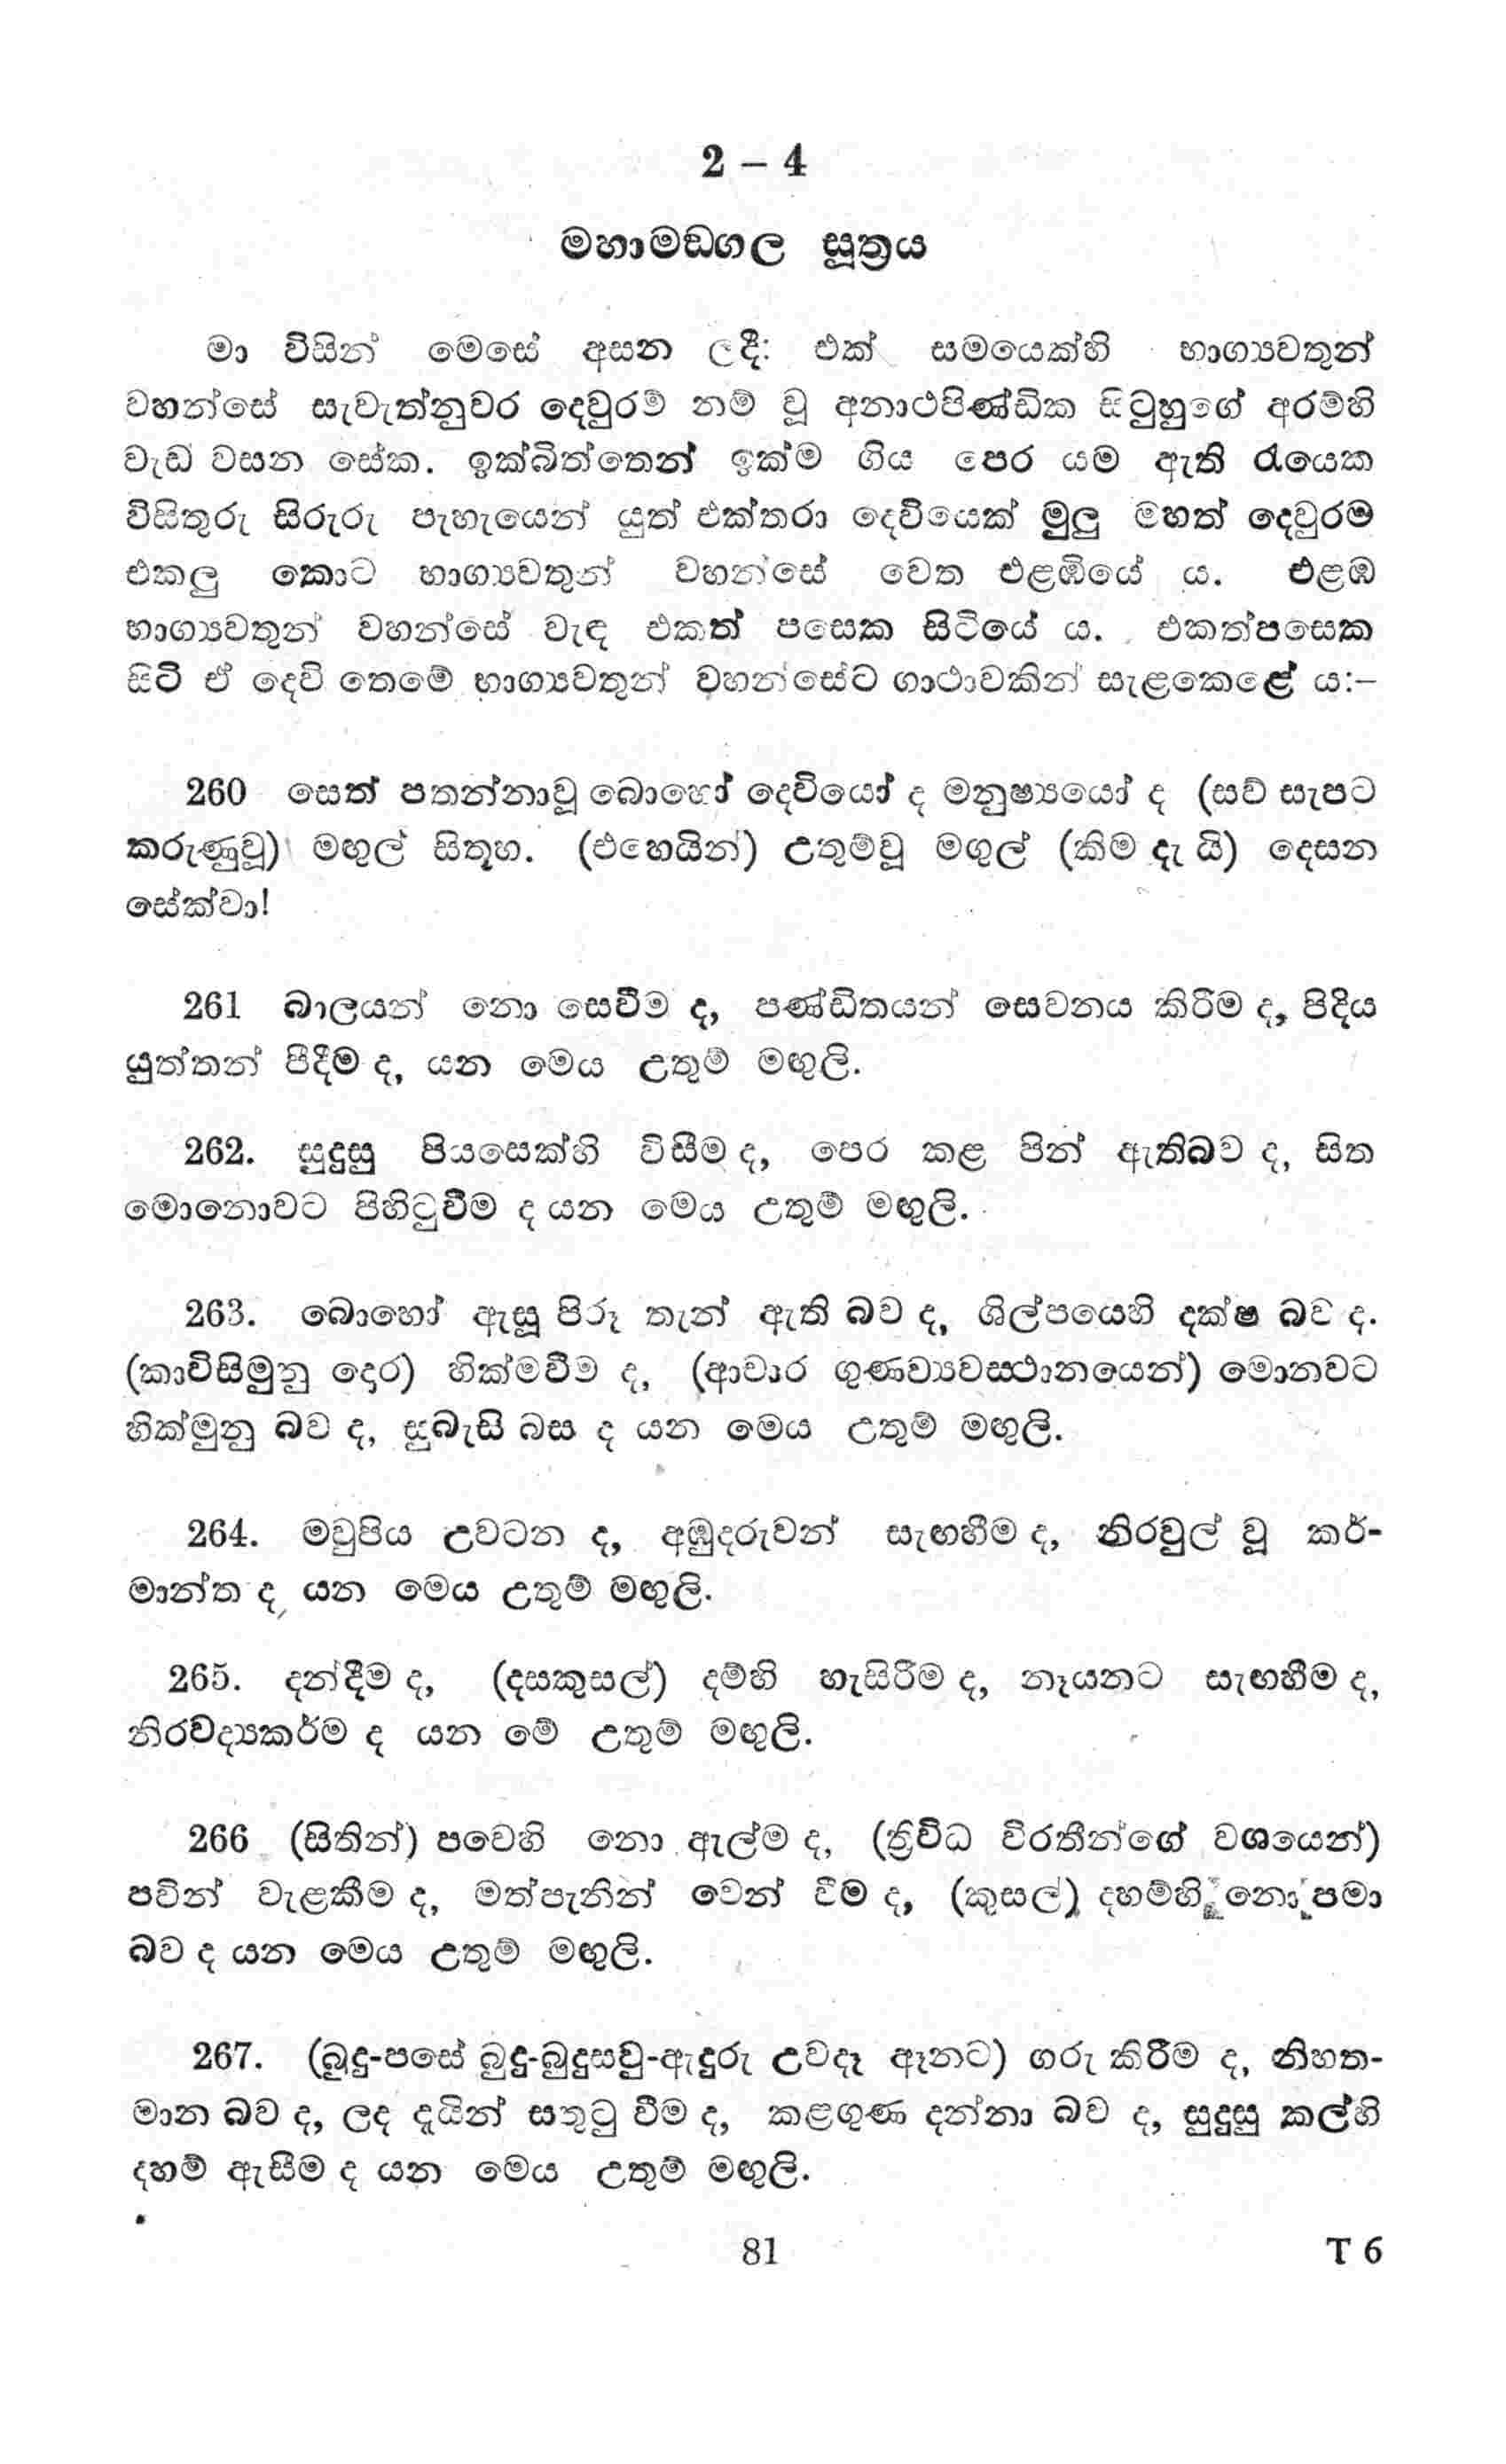 2 – 4
මහාමඞ්ගල සූත්‍රය
මා විසින් මෙසේ අසන ලදී: එක් සමයෙක්හි භාග්‍යවතුන්
වහන්සේ සැවැත්නුවර දෙවුරම් නම් වූ අනාථපිණ්ඩික සිටුහුගේ අරම්හි
වැඩ වසන සේක. ඉක්බිත්තෙන් ඉක්ම ගිය පෙර යම ඇති රැයෙක
විසිතුරු සිරුරු පැහැයෙන් යුත් එක්තරා දෙවියෙක් මුලු මහත් දෙවුරම
එකලු කොට භාග්‍යවතුන් වහන්සේ වෙත එළඹියේ ය. එළඹ
භාග්‍යවතුන් වහන්සේ වැඳ එකත් පසෙක සිටියේ ය. එකත්පසෙක
සිටි ඒ දෙවි තෙමේ භාග්‍යවතුන් වහන්සේට ගාථාවකින් සැළකෙළේ ය:–
260 සෙත් පතන්නාවූ බොහෝ දෙවියෝ ද මනුෂ්‍යයෝ ද (සව් සැපට
කරුණුවූ) මඟුල් සිතූහ. (එහෙයින්) උතුම්වූ මගුල් (කිම දැ යි) දෙසන
සේක්වා!
261 බාලයන් නො සෙවීම ද, පණ්ඩිතයන් සෙවනය කිරීම ද, පිදිය
යුත්තන් පිදීම ද, යන මෙය උතුම් මඟුලි.
262. සුදුසු පියසෙක්හි විසීම ද, පෙර කළ පින් ඇතිබව ද, සිත
මොනොවට පිහිටුවීම ද යන මෙය උතුම් මඟුලි.
263. බොහෝ ඇසූ පිරූ තැන් ඇති බව ද, ශිල්පයෙහි දක්ෂ බව ද.
(කාවිසිමුනු දොර) හික්මවීම ද, (ආචාර ගුණව්‍යවස්ථානයෙන්) මොනවට
හික්මුනු බව ද, සුබැසි බස ද යන මෙය උතුම් මඟුලි.
264. මවුපිය උවටන ද, අඹුදරුවන් සැඟහීම ද, නිරවුල් වූ කර්-
මාන්ත ද, යන මෙය උතුම් මඟුලි.
265. දන්දීම ද, (දසකුසල්) දම්හි හැසිරීම ද, නෑයනට සැඟහීම ද,
නිරවද්‍යකර්ම ද යන මේ උතුම් මඟුලි.
266 (සිතින්) පවෙහි නො ඇල්ම ද, (ත්‍රිවිධ විරතීන්ගේ වශයෙන්)
පවින් වැළකීම ද, මත්පැනින් වෙන් වීම ද, (කුසල්) දහම්හි නො පමා
බව ද යන මෙය උතුම් මඟුලි.
267. (බුදු-පසේ බුදු-බුදුසවු-ඇදුරු උවදෑ ඈනට) ගරු කිරීම ද, නිහත-
මාන බව ද, ලද දැයින් සතුටු වීම ද, කළගුණ දන්නා බව ද, සුදුසු කල්හි
දහම් ඇසීම ද යන මෙය උතුම් මඟුලි.
81 T 6